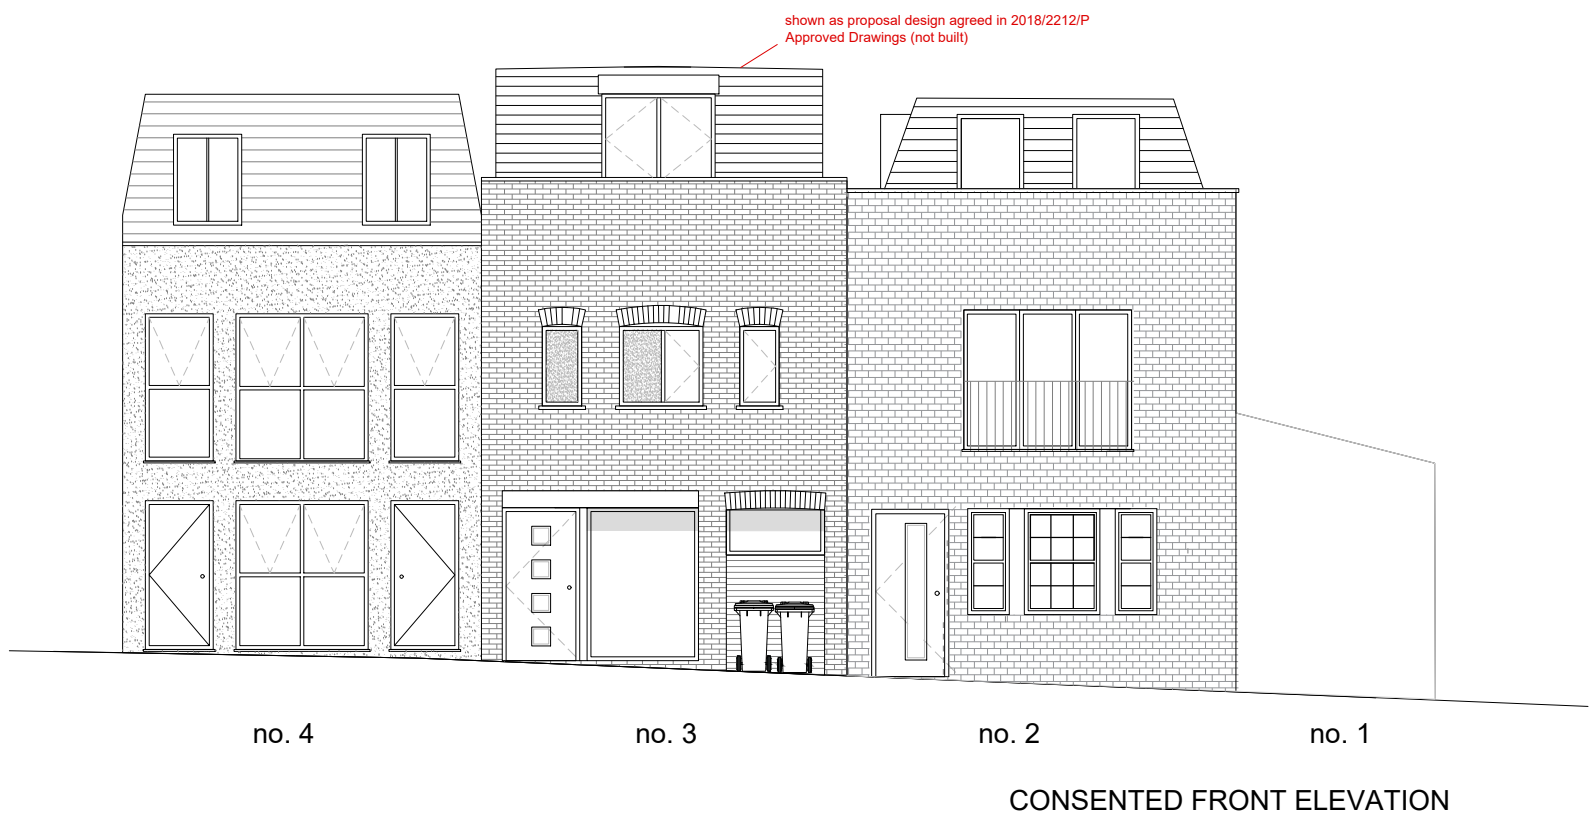 shown as proposal design agreed in 2018/2212/P
Approved Drawings (not built)
no. 4
no. 3
no. 2
no. 1
CONSENTED FRONT ELEVATION